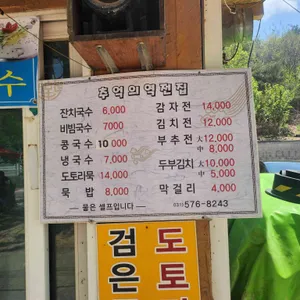 수
추억의역전집
잔치국수 6,000
비빔국수 7000
콩국수 10 000
냉국수 7,000
도토리묵 14,000
묵밥 8,000
물은 셀프입니다
감자전 14,000
김치전 12,000
부추전 大12,000
中 8,000
두부김치 大10,000
中 5,000
막걸리 4,000
576-8243
도토
검은